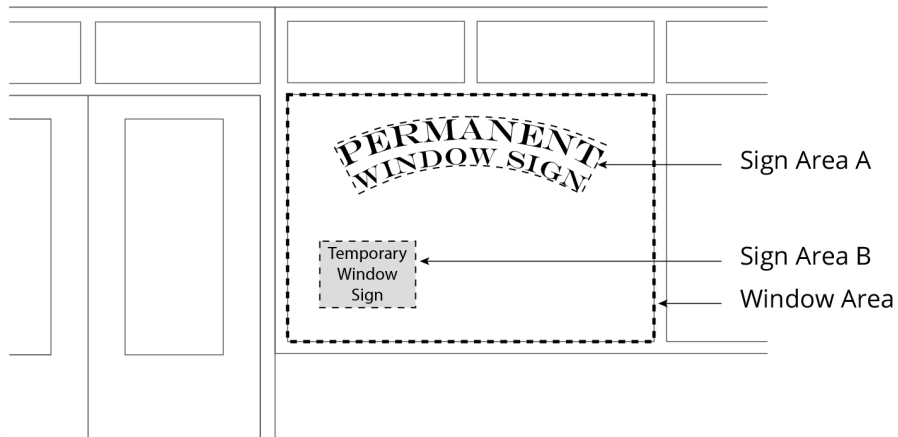 PERMANENT
WINDOW SIGN
Sign Area A
Temporary
Window
Sign
Sign Area B
Window Area